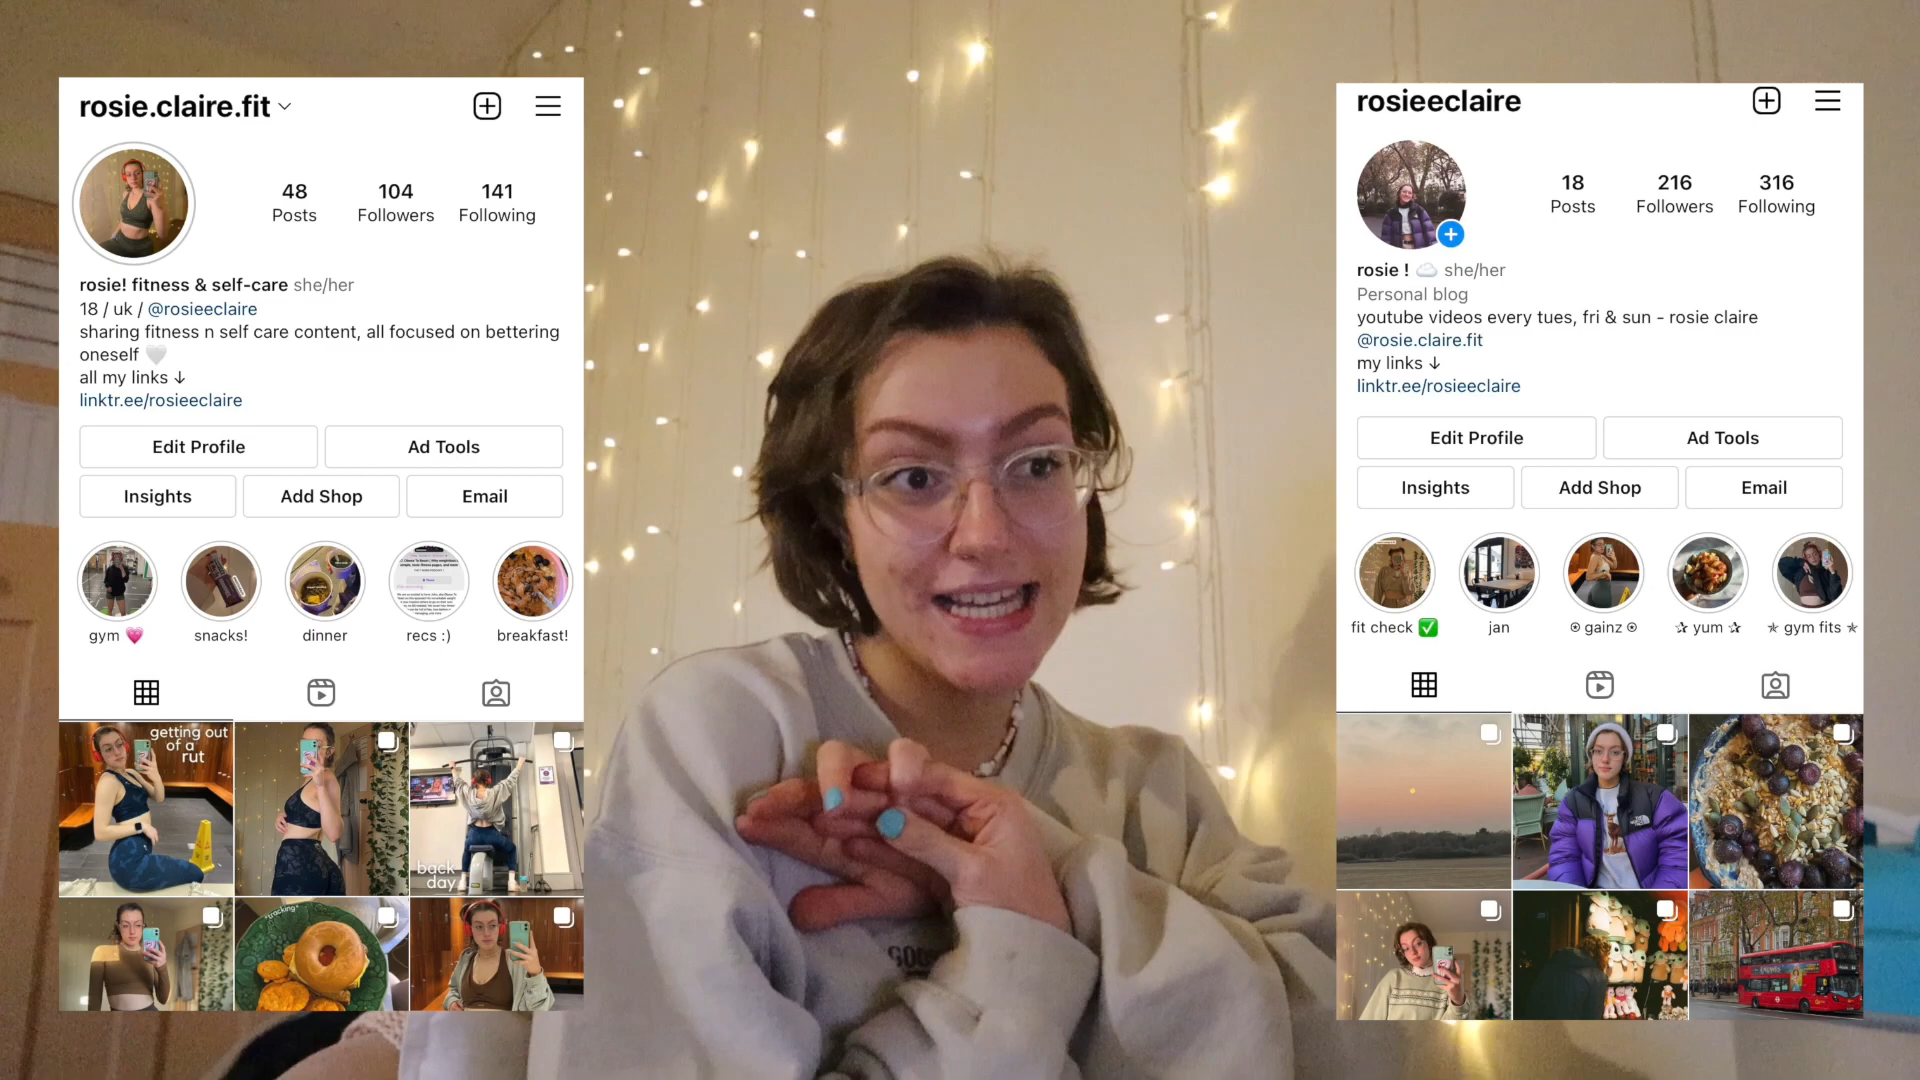 rosie.claire.fit
48 104 141
Posts Followers Following
rosie! fitness & self-care she/her
18 / uk / @rosieeclaire
sharing fitness n self care content, all focused on bettering
oneself 🤍
all my links ↓
linktr.ee/rosieeclaire
Edit Profile Ad Tools
Insights Add Shop Email
gym 💗 snacks! dinner recs :) breakfast!
getting out
of a
rut
back
day
*tracking*
rosieeclaire
18 216 316
Posts Followers Following
rosie ! ☁️ she/her
Personal blog
youtube videos every tues, fri & sun - rosie claire
@rosie.claire.fit
my links ↓
linktr.ee/rosieeclaire
Edit Profile Ad Tools
Insights Add Shop Email
fit check ✅ jan ⍟ gainz ⍟ ✰ yum ✰ ✭ gym fits ✭